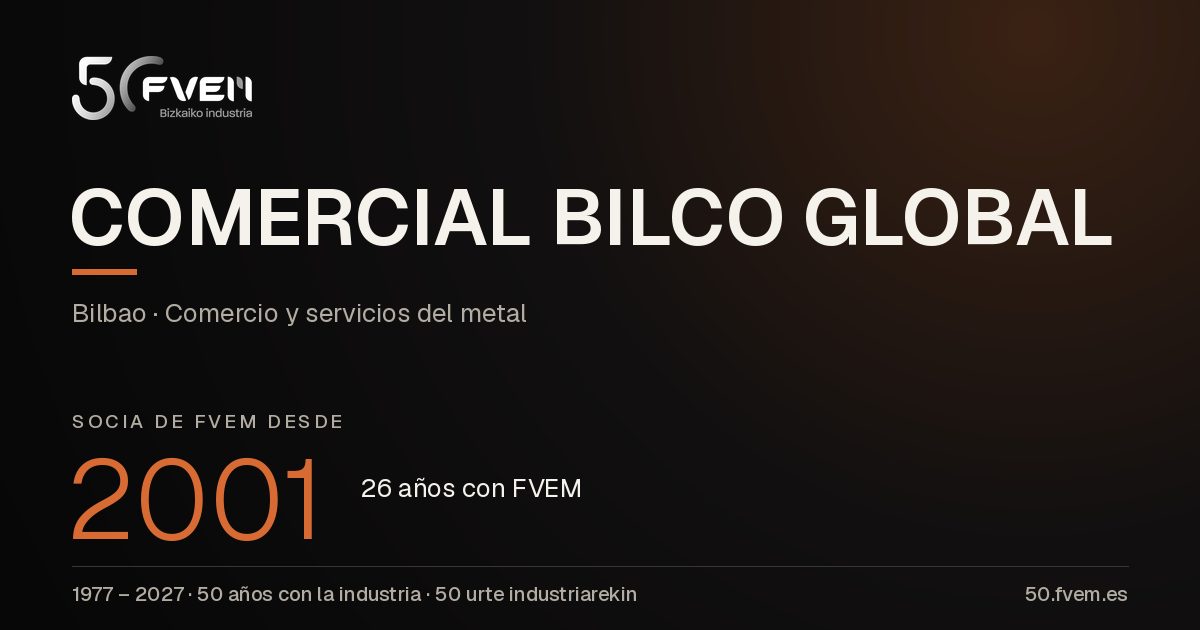 50 FVEM
Bizkaiko industria
COMERCIAL BILCO GLOBAL
Bilbao · Comercio y servicios del metal
SOCIA DE FVEM DESDE
2001
26 años con FVEM
1977 – 2027 · 50 años con la industria · 50 urte industriarekin
50.fvem.es